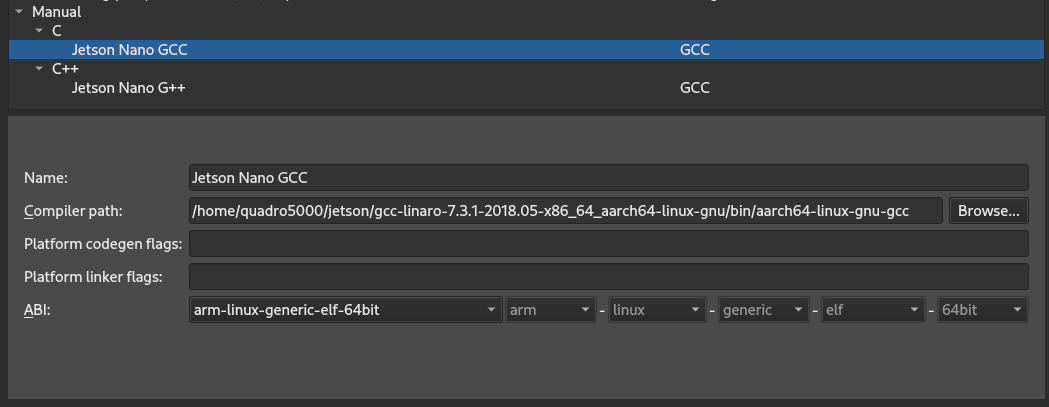 Manual
C
Jetson Nano GCC GCC
C++
Jetson Nano G++ GCC
Name: Jetson Nano GCC
Compiler path: /home/quadro5000/jetson/gcc-linaro-7.3.1-2018.05-x86_64_aarch64-linux-gnu/bin/aarch64-linux-gnu-gcc Browse...
Platform codegen flags:
Platform linker flags:
ABI: arm-linux-generic-elf-64bit arm - linux - generic - elf - 64bit